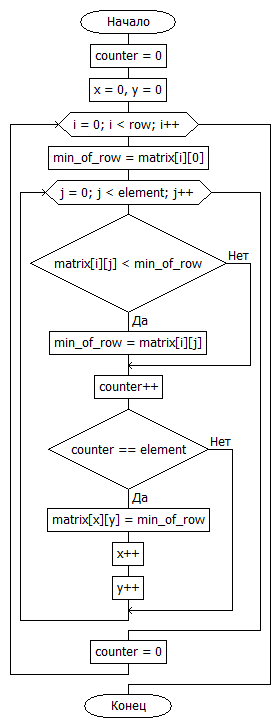 Начало
counter = 0
x = 0, y = 0
i = 0; i < row; i++
min_of_row = matrix[i][0]
j = 0; j < element; j++
matrix[i][j] < min_of_row
Нет
Да
min_of_row = matrix[i][j]
counter++
counter == element
Нет
Да
matrix[x][y] = min_of_row
x++
y++
counter = 0
Конец